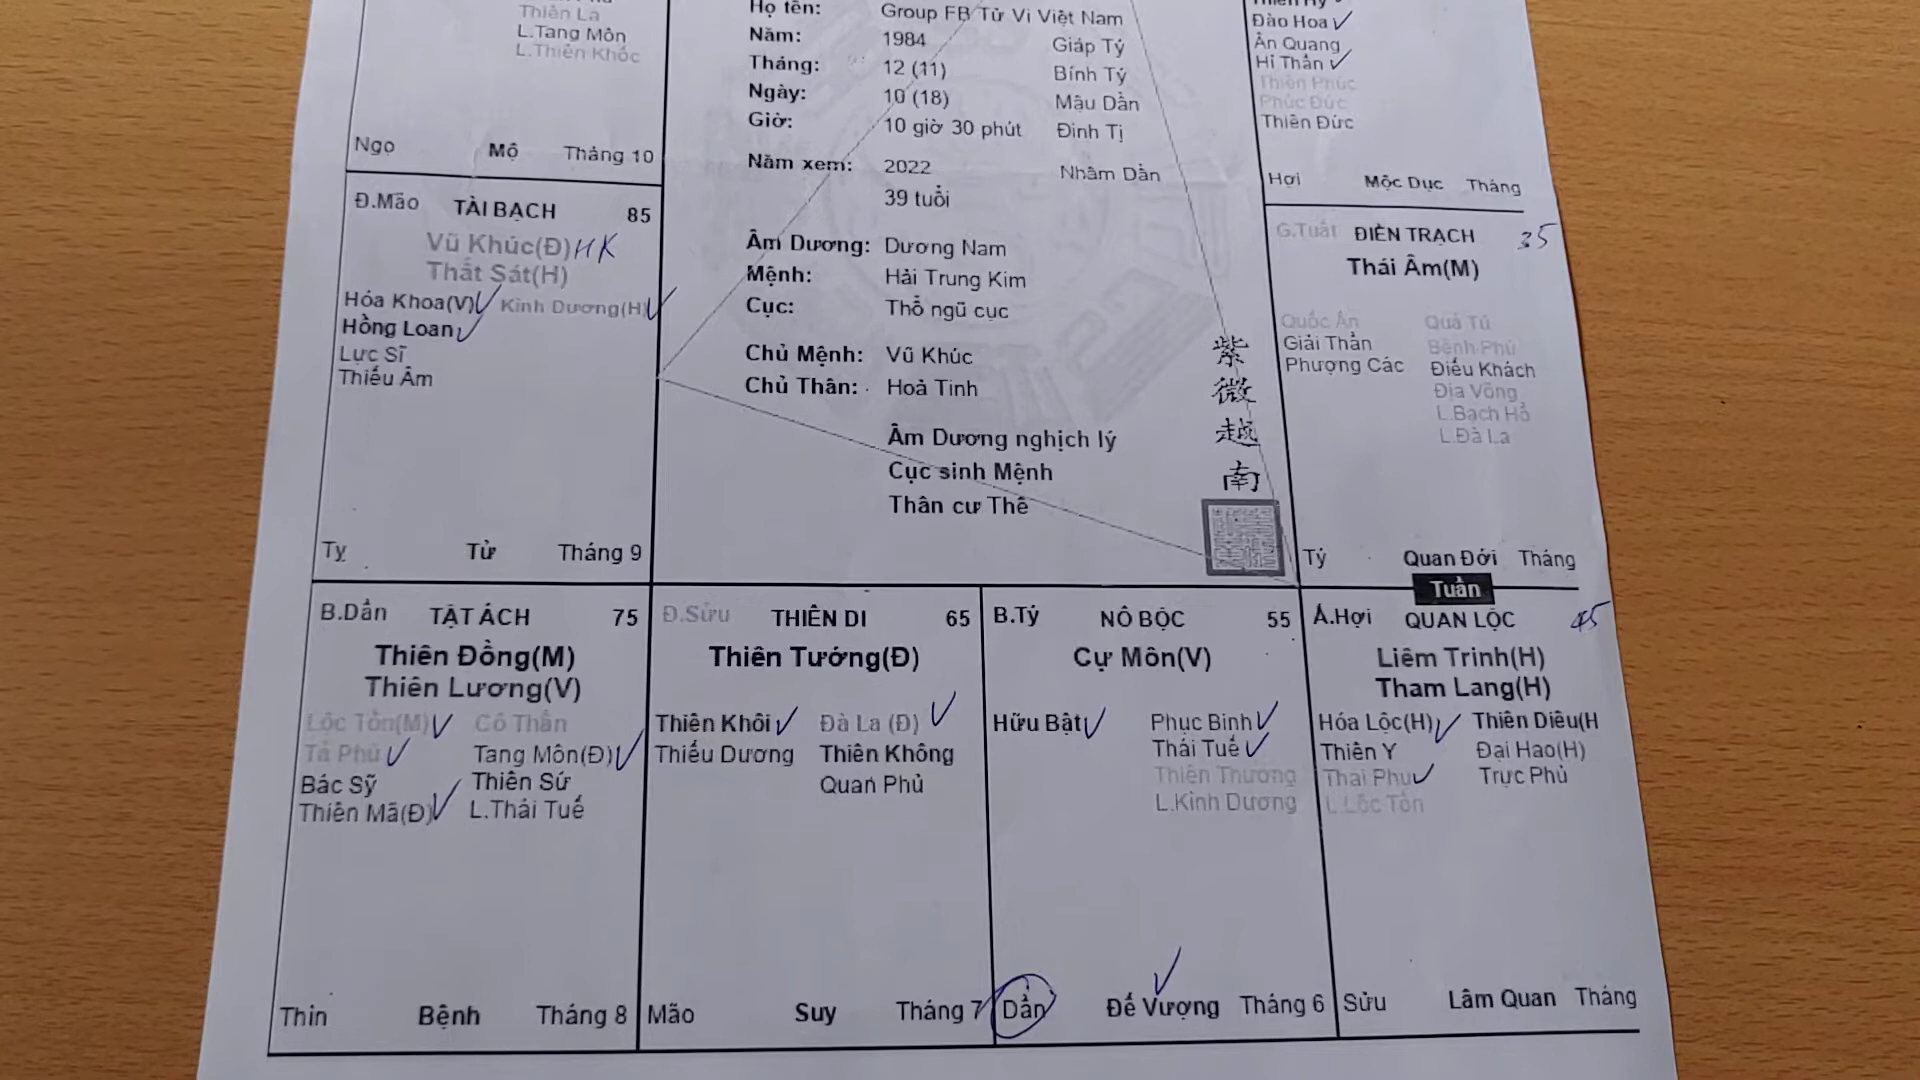 Thiên La
L.Tang Môn
L.Thiên Khốc
Ngọ Mộ Tháng 10
Họ tên: Group FB Tử Vi Việt Nam
Năm: 1984 Giáp Tý
Tháng: 12 (11) Bính Tý
Ngày: 10 (18) Mậu Dần
Giờ: 10 giờ 30 phút Đinh Tị
Năm xem: 2022 Nhâm Dần
39 tuổi
Âm Dương: Dương Nam
Mệnh: Hải Trung Kim
Cục: Thổ ngũ cục
Chủ Mệnh: Vũ Khúc
Chủ Thân: Hoả Tinh
Âm Dương nghịch lý
Cục sinh Mệnh
Thân cư Thê
紫
微
越
南
Đào Hoa
Ân Quang
Hỉ Thần
Thiên Phúc
Phúc Đức
Thiên Đức
Hợi Mộc Dục Tháng
Đ.Mão TÀI BẠCH 85
Vũ Khúc(Đ) HK
Thất Sát(H)
Hóa Khoa(V) Kình Dương(H)
Hồng Loan
Lực Sĩ
Thiếu Âm
Tỵ Tử Tháng 9
G.Tuất ĐIỀN TRẠCH 35
Thái Âm(M)
Quốc Ấn Quả Tú
Giải Thần Bệnh Phù
Phượng Các Điếu Khách
Địa Võng
L.Bạch Hổ
L.Đà La
Tý Quan Đới Tháng
Tuần
B.Dần TẬT ÁCH 75
Thiên Đồng(M)
Thiên Lương(V)
Lộc Tồn(M) Cô Thần
Tả Phù Tang Môn(Đ)
Bác Sỹ Thiên Sứ
Thiên Mã(Đ) L.Thái Tuế
Thìn Bệnh Tháng 8
Đ.Sửu THIÊN DI 65
Thiên Tướng(Đ)
Thiên Khôi Đà La (Đ)
Thiếu Dương Thiên Không
Quan Phủ
Mão Suy Tháng 7
B.Tý NÔ BỘC 55
Cự Môn(V)
Hữu Bật Phục Binh
Thái Tuế
Thiên Thương
L.Kình Dương
Dần Đế Vượng Tháng 6
Ấ.Hợi QUAN LỘC 45
Liêm Trinh(H)
Tham Lang(H)
Hóa Lộc(H) Thiên Diêu(H
Thiên Y Đại Hao(H)
Thai Phụ Trực Phù
L.Lộc Tồn
Sửu Lâm Quan Tháng